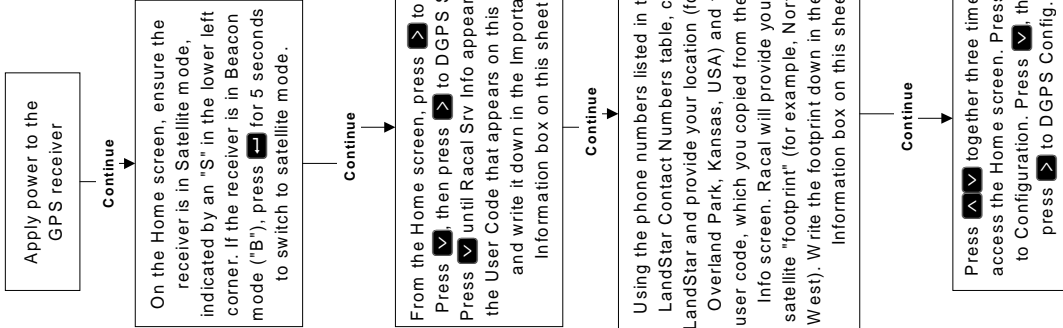 Apply power to the
GPS receiver
Continue
On the Home screen, ensure the
receiver is in Satellite mode,
indicated by an "S" in the lower left
corner. If the receiver is in Beacon
mode ("B"), press ↵ for 5 seconds
to switch to satellite mode.
Continue
From the Home screen, press > to
Press ∨, then press > to DGPS S
Press ∨ until Racal Srv Info appear
the User Code that appears on this
and write it down in the Importa
Information box on this sheet
Continue
Using the phone numbers listed in t
LandStar Contact Numbers table, c
LandStar and provide your location (fo
Overland Park, Kansas, USA) and
user code, which you copied from the
Info screen. Racal will provide you
satellite "footprint" (for example, Nor
West). Write the footprint down in the
Information box on this shee
Continue
Press ∧ ∨ together three time
access the Home screen. Press
to Configuration. Press ∨, th
press > to DGPS Config.